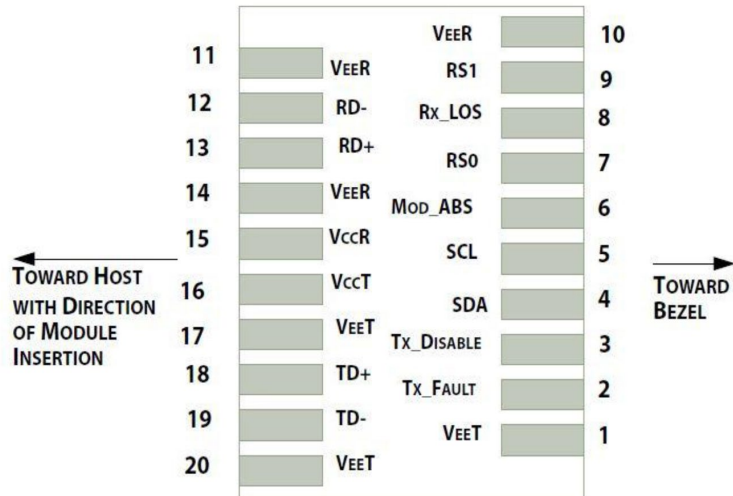 VEER 10
11 VEER
RS1 9
12 RD-
Rx_LOS 8
13 RD+
RS0 7
14 VEER
MOD_ABS 6
15 VCCR
SCL 5
TOWARD HOST
WITH DIRECTION
OF MODULE
INSERTION
16 VCCT
SDA 4
TOWARD
BEZEL
17 VEET
TX_DISABLE 3
18 TD+
TX_FAULT 2
19 TD-
VEET 1
20 VEET